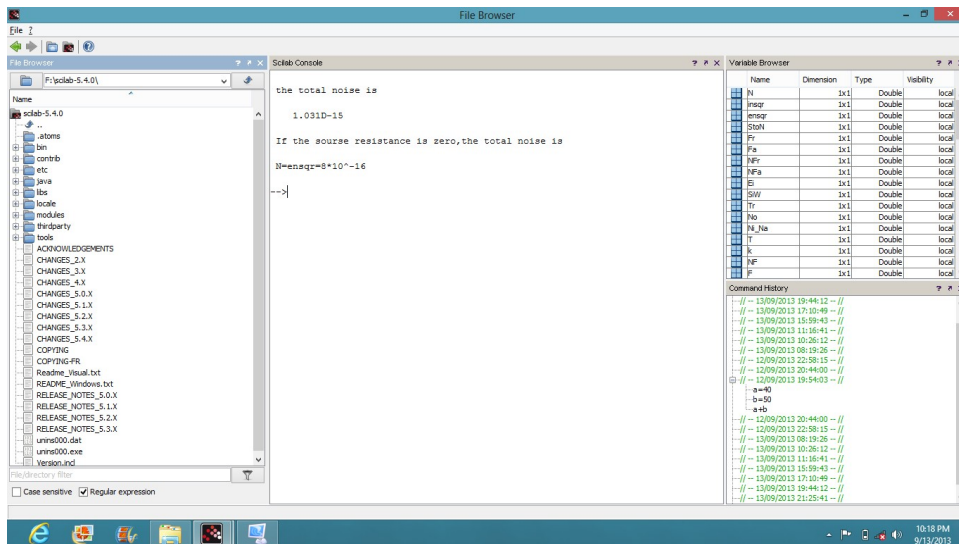 File Browser
File ?
File Browser
? ↗ X
F:\scilab-5.4.0\
Name
scilab-5.4.0
..
.atoms
bin
contrib
etc
java
libs
locale
modules
thirdparty
tools
ACKNOWLEDGEMENTS
CHANGES_2.X
CHANGES_3.X
CHANGES_4.X
CHANGES_5.0.X
CHANGES_5.1.X
CHANGES_5.2.X
CHANGES_5.3.X
CHANGES_5.4.X
COPYING
COPYING-FR
Readme_Visual.txt
README_Windows.txt
RELEASE_NOTES_5.0.X
RELEASE_NOTES_5.1.X
RELEASE_NOTES_5.2.X
RELEASE_NOTES_5.3.X
unins000.dat
unins000.exe
Version.incl
File/directory filter
Case sensitive Regular expression
Scilab Console
? ↗ X
the total noise is
1.031D-15
If the sourse resistance is zero,the total noise is
N=ensqr=8*10^-16
-->
Variable Browser
? ↗
Name Dimension Type Visibility
N 1x1 Double local
insqr 1x1 Double local
ensqr 1x1 Double local
StoN 1x1 Double local
Fr 1x1 Double local
Fa 1x1 Double local
NFr 1x1 Double local
NFa 1x1 Double local
Ei 1x1 Double local
SiW 1x1 Double local
Tr 1x1 Double local
No 1x1 Double local
Ni_Na 1x1 Double local
T 1x1 Double local
k 1x1 Double local
NF 1x1 Double local
F 1x1 Double local
Command History
? ↗
// -- 13/09/2013 19:44:12 -- //
// -- 13/09/2013 17:10:49 -- //
// -- 13/09/2013 15:59:43 -- //
// -- 13/09/2013 11:16:41 -- //
// -- 13/09/2013 10:26:12 -- //
// -- 13/09/2013 08:19:26 -- //
// -- 12/09/2013 22:58:15 -- //
// -- 12/09/2013 20:44:00 -- //
// -- 12/09/2013 19:54:03 -- //
a=40
b=50
a+b
// -- 12/09/2013 20:44:00 -- //
// -- 12/09/2013 22:58:15 -- //
// -- 13/09/2013 08:19:26 -- //
// -- 13/09/2013 10:26:12 -- //
// -- 13/09/2013 11:16:41 -- //
// -- 13/09/2013 15:59:43 -- //
// -- 13/09/2013 17:10:49 -- //
// -- 13/09/2013 19:44:12 -- //
// -- 13/09/2013 21:25:41 -- //
10:18 PM
9/13/2013